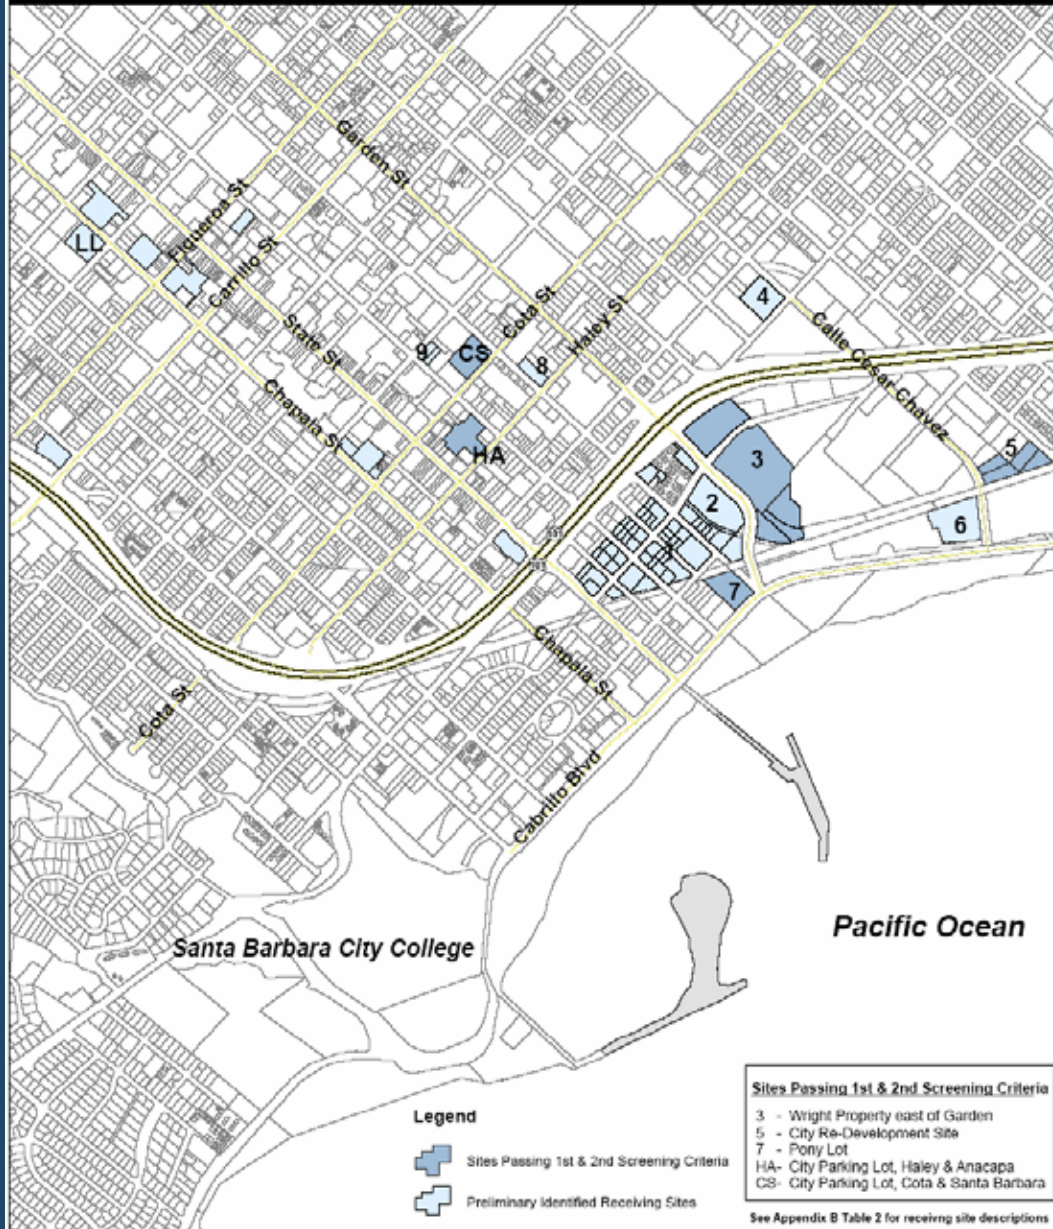 Garden St
Figueroa St
LD
Carrillo St
State St
Cota St
Haley St
4
Calle Cesar Chavez
9
CS
8
Chapala St
HA
3
5
2
6
7
Chapala St
Cota St
Cabrillo Blvd
Santa Barbara City College
Pacific Ocean
Legend
Sites Passing 1st & 2nd Screening Criteria
Preliminary Identified Receiving Sites
Sites Passing 1st & 2nd Screening Criteria
3 - Wright Property east of Garden
5 - City Re-Development Site
7 - Pony Lot
HA- City Parking Lot, Haley & Anacapa
CS- City Parking Lot, Cota & Santa Barbara
See Appendix B Table 2 for receivng site descriptions